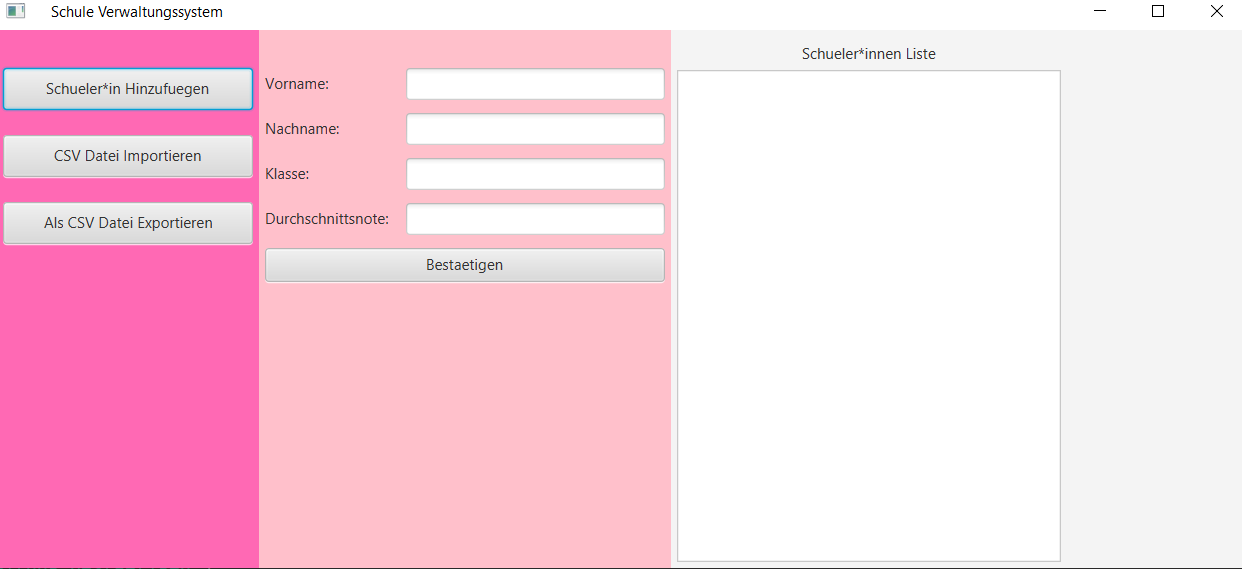 Schule Verwaltungssystem
Schueler*in Hinzufuegen
CSV Datei Importieren
Als CSV Datei Exportieren
Vorname:
Nachname:
Klasse:
Durchschnittsnote:
Bestaetigen
Schueler*innen Liste